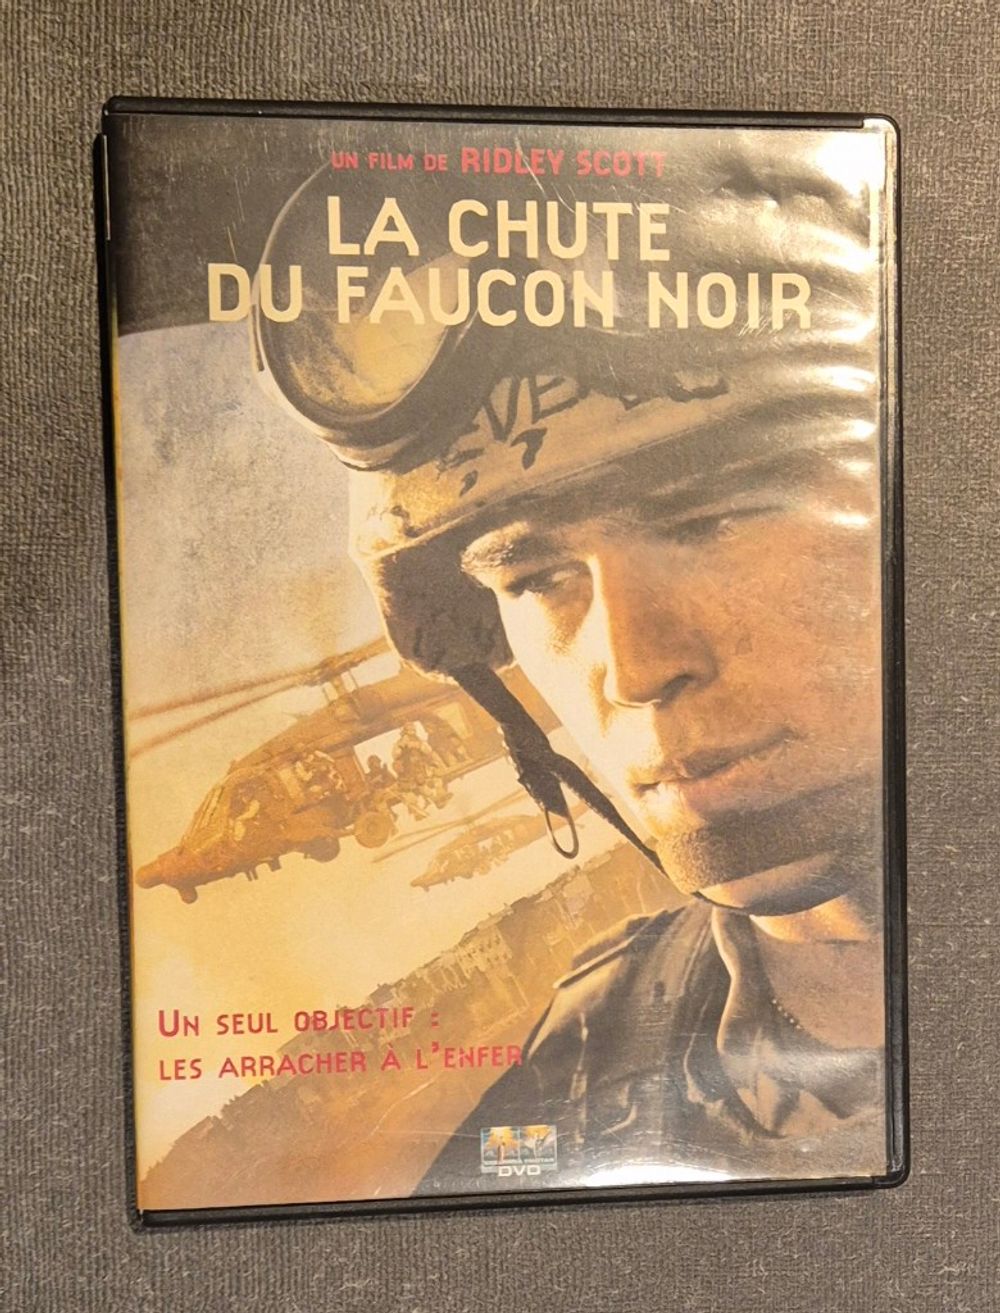 UN FILM DE RIDLEY SCOTT
LA CHUTE
DU FAUCON NOIR
UN SEUL OBJECTIF :
LES ARRACHER À L'ENFER
DVD